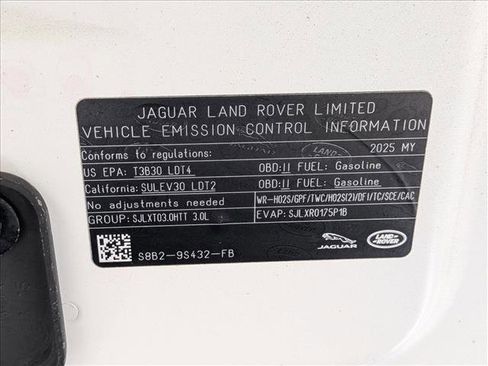 JAGUAR LAND ROVER LIMITED
VEHICLE EMISSION CONTROL INFORMATION
Conforms to regulations: 2025 MY
US EPA: T3B30 LDT4 OBD:II FUEL: Gasoline
California: SULEV30 LDT2 OBD:II FUEL: Gasoline
No adjustments needed WR-HO2S/GPF/TWC/HO2S(2)/DFI/TC/SCE/CAC
GROUP: SJLXT03.0HTT 3.0L EVAP: SJLXR0175P1B
S8B2-9S432-FB
JAGUAR
LAND-ROVER